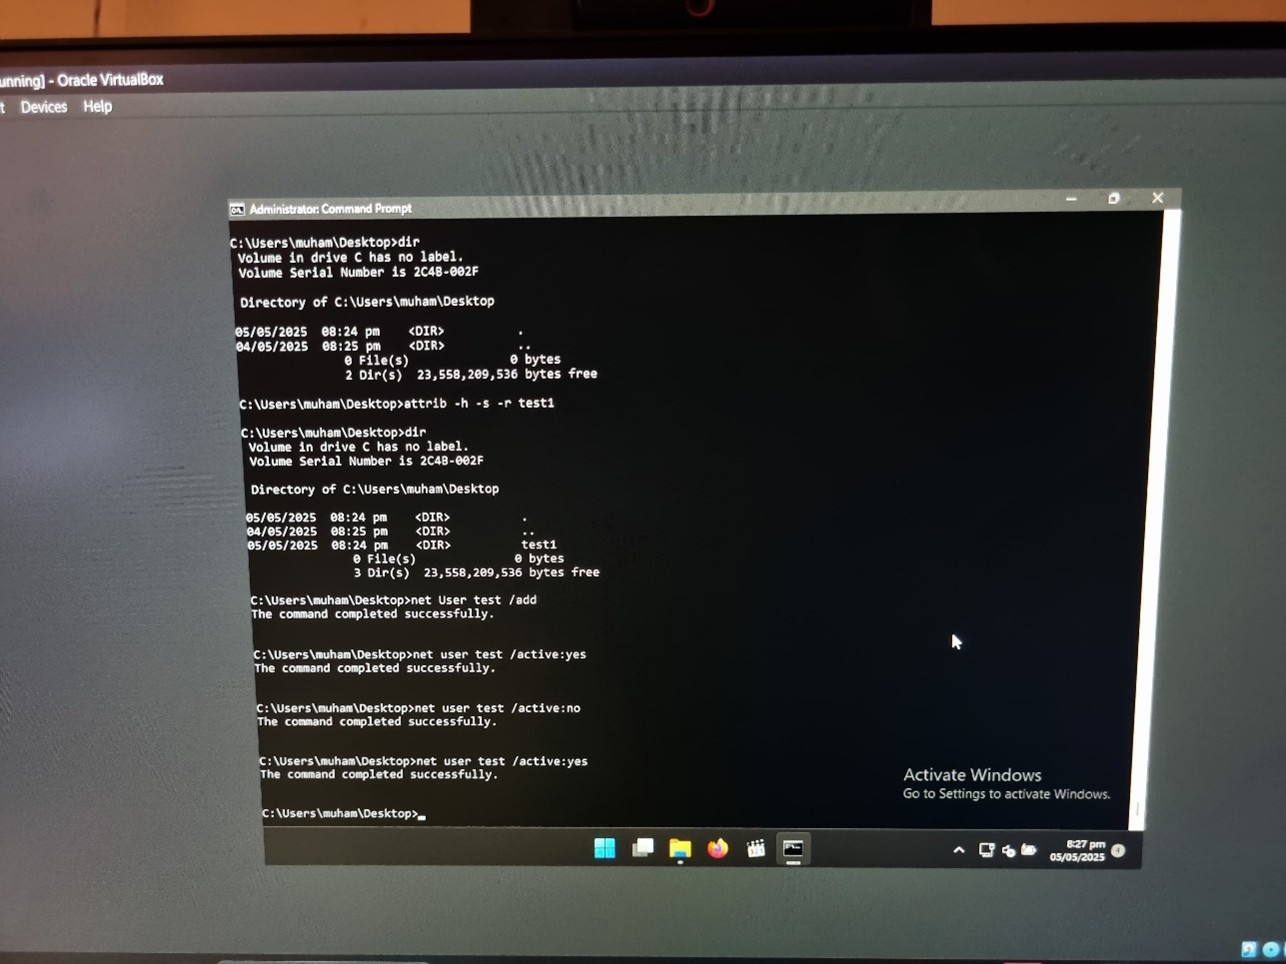 unning] - Oracle VirtualBox
t Devices Help
Administrator: Command Prompt
C:\Users\muham\Desktop>dir
Volume in drive C has no label.
Volume Serial Number is 2C4B-002F
Directory of C:\Users\muham\Desktop
05/05/2025 08:24 pm <DIR> .
04/05/2025 08:25 pm <DIR> ..
0 File(s) 0 bytes
2 Dir(s) 23,558,209,536 bytes free
C:\Users\muham\Desktop>attrib -h -s -r test1
C:\Users\muham\Desktop>dir
Volume in drive C has no label.
Volume Serial Number is 2C4B-002F
Directory of C:\Users\muham\Desktop
05/05/2025 08:24 pm <DIR> .
04/05/2025 08:25 pm <DIR> ..
05/05/2025 08:24 pm <DIR> test1
0 File(s) 0 bytes
3 Dir(s) 23,558,209,536 bytes free
C:\Users\muham\Desktop>net User test /add
The command completed successfully.
C:\Users\muham\Desktop>net user test /active:yes
The command completed successfully.
C:\Users\muham\Desktop>net user test /active:no
The command completed successfully.
C:\Users\muham\Desktop>net user test /active:yes
The command completed successfully.
C:\Users\muham\Desktop>_
Activate Windows
Go to Settings to activate Windows.
8:27 pm
05/05/2025